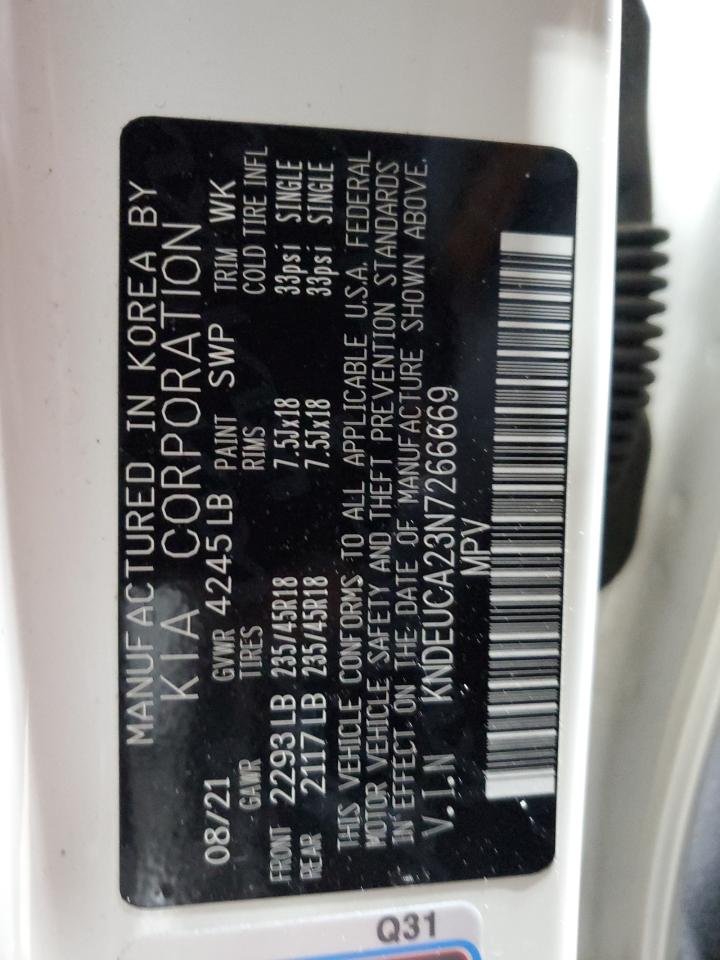 MANUFACTURED IN KOREA BY
KIA CORPORATION
08/21 GVWR 4245 LB PAINT SWP TRIM WK
GAWR TIRES RIMS COLD TIRE INFL
FRONT 2293 LB 235/45R18 7.5Jx18 33psi SINGLE
REAR 2117 LB 235/45R18 7.5Jx18 33psi SINGLE
THIS VEHICLE CONFORMS TO ALL APPLICABLE U.S.A. FEDERAL
MOTOR VEHICLE SAFETY AND THEFT PREVENTION STANDARDS
IN EFFECT ON THE DATE OF MANUFACTURE SHOWN ABOVE.
V.I.N KNDEUCA23N7266669
MPV
Q31